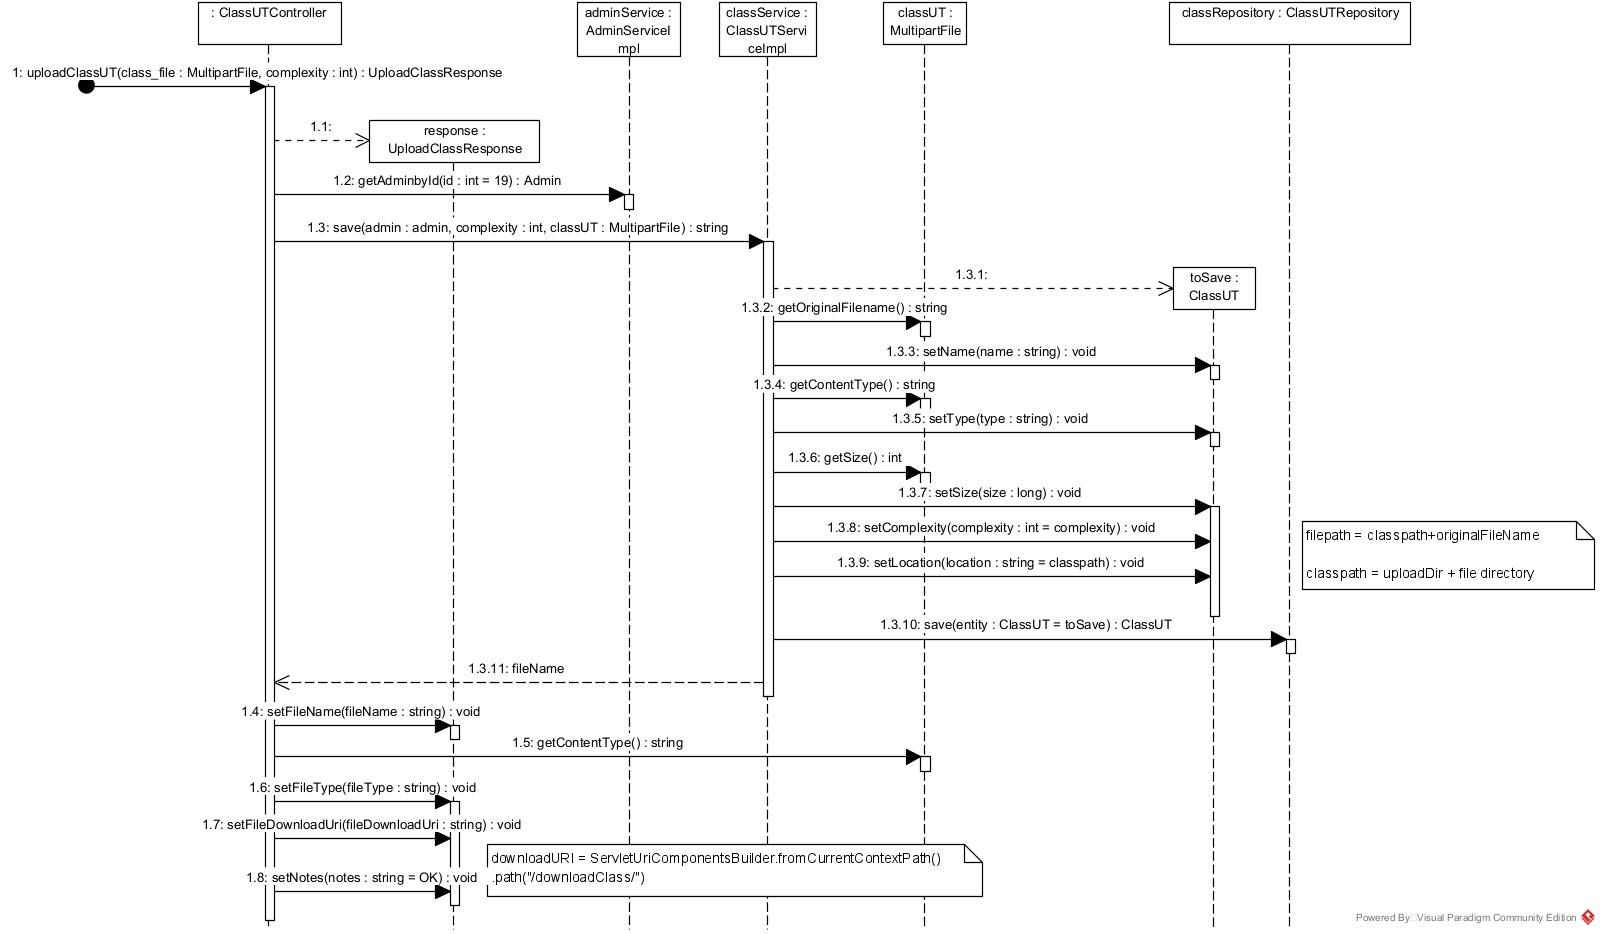 : ClassUTController
adminService :
AdminServiceI
mpl
classService :
ClassUTServi
ceImpl
classUT :
MultipartFile
classRepository : ClassUTRepository
1: uploadClassUT(class_file : MultipartFile, complexity : int) : UploadClassResponse
1.1:
response :
UploadClassResponse
1.2: getAdminbyId(id : int = 19) : Admin
1.3: save(admin : admin, complexity : int, classUT : MultipartFile) : string
1.3.1:
toSave :
ClassUT
1.3.2: getOriginalFilename() : string
1.3.3: setName(name : string) : void
1.3.4: getContentType() : string
1.3.5: setType(type : string) : void
1.3.6: getSize() : int
1.3.7: setSize(size : long) : void
1.3.8: setComplexity(complexity : int = complexity) : void
filepath = classpath+originalFileName
1.3.9: setLocation(location : string = classpath) : void
classpath = uploadDir + file directory
1.3.10: save(entity : ClassUT = toSave) : ClassUT
1.3.11: fileName
1.4: setFileName(fileName : string) : void
1.5: getContentType() : string
1.6: setFileType(fileType : string) : void
1.7: setFileDownloadUri(fileDownloadUri : string) : void
downloadURI = ServletUriComponentsBuilder.fromCurrentContextPath()
.path("/downloadClass/")
1.8: setNotes(notes : string = OK) : void
Powered By Visual Paradigm Community Edition